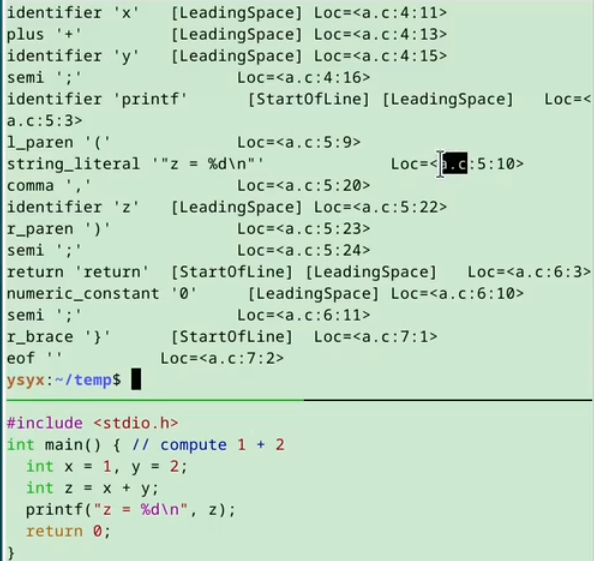 identifier 'x'   [LeadingSpace] Loc=<a.c:4:11>
plus '+'         [LeadingSpace] Loc=<a.c:4:13>
identifier 'y'   [LeadingSpace] Loc=<a.c:4:15>
semi ';'                Loc=<a.c:4:16>
identifier 'printf'      [StartOfLine] [LeadingSpace]   Loc=<
a.c:5:3>
l_paren '('             Loc=<a.c:5:9>
string_literal '"z = %d\n"'             Loc=<a.c:5:10>
comma ','               Loc=<a.c:5:20>
identifier 'z'   [LeadingSpace] Loc=<a.c:5:22>
r_paren ')'             Loc=<a.c:5:23>
semi ';'                Loc=<a.c:5:24>
return 'return'  [StartOfLine] [LeadingSpace]   Loc=<a.c:6:3>
numeric_constant '0'     [LeadingSpace] Loc=<a.c:6:10>
semi ';'                Loc=<a.c:6:11>
r_brace '}'      [StartOfLine]  Loc=<a.c:7:1>
eof ''          Loc=<a.c:7:2>
ysyx:~/temp$
#include <stdio.h>
int main() { // compute 1 + 2
  int x = 1, y = 2;
  int z = x + y;
  printf("z = %d\n", z);
  return 0;
}